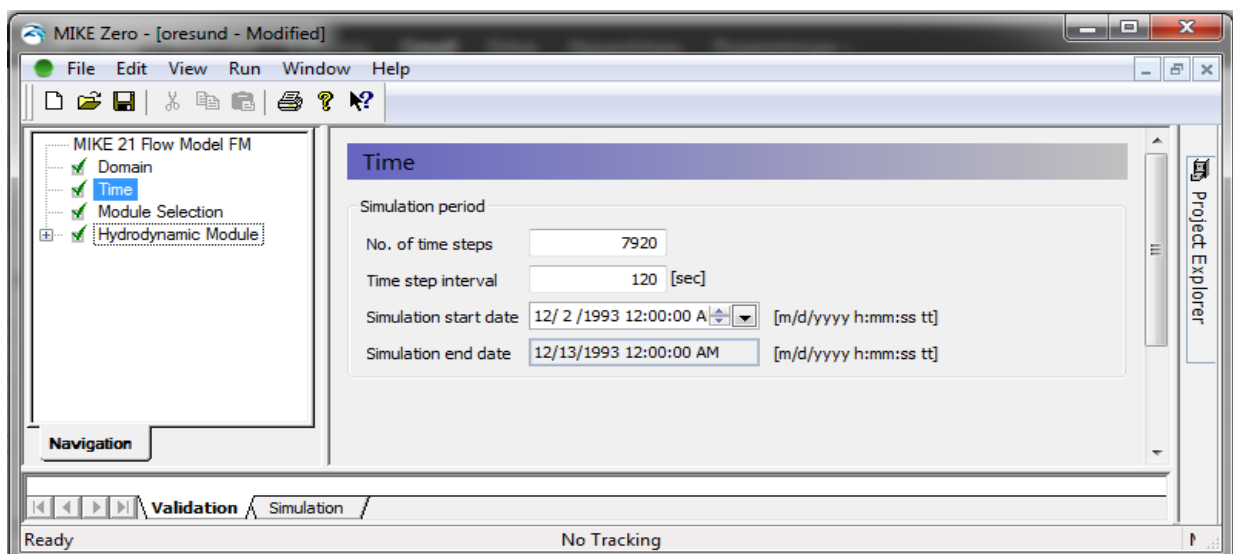 MIKE Zero - [oresund - Modified]
File Edit View Run Window Help
MIKE 21 Flow Model FM
Domain
Time
Module Selection
Hydrodynamic Module
Navigation
Time
Simulation period
No. of time steps 7920
Time step interval 120 [sec]
Simulation start date 12/ 2 /1993 12:00:00 A [m/d/yyyy h:mm:ss tt]
Simulation end date 12/13/1993 12:00:00 AM [m/d/yyyy h:mm:ss tt]
Project Explorer
Validation Simulation
Ready No Tracking